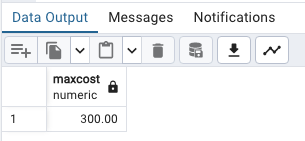 Data Output Messages Notifications
maxcost
numeric
1 300.00